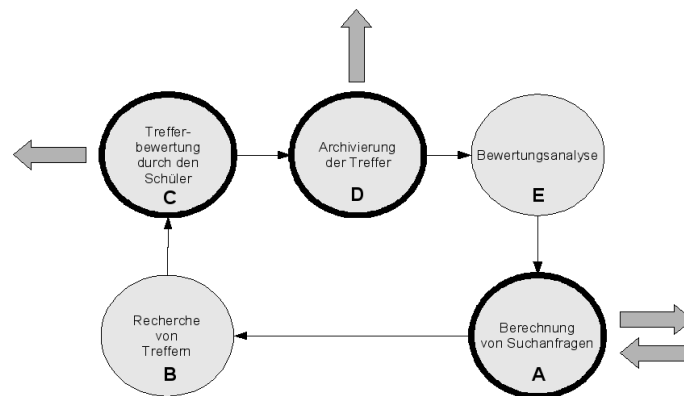 Treffer-
bewertung
durch den
Schüler
C
Archivierung
der Treffer
D
Bewertungsanalyse
E
Recherche
von
Treffern
B
Berechnung
von Suchanfragen
A